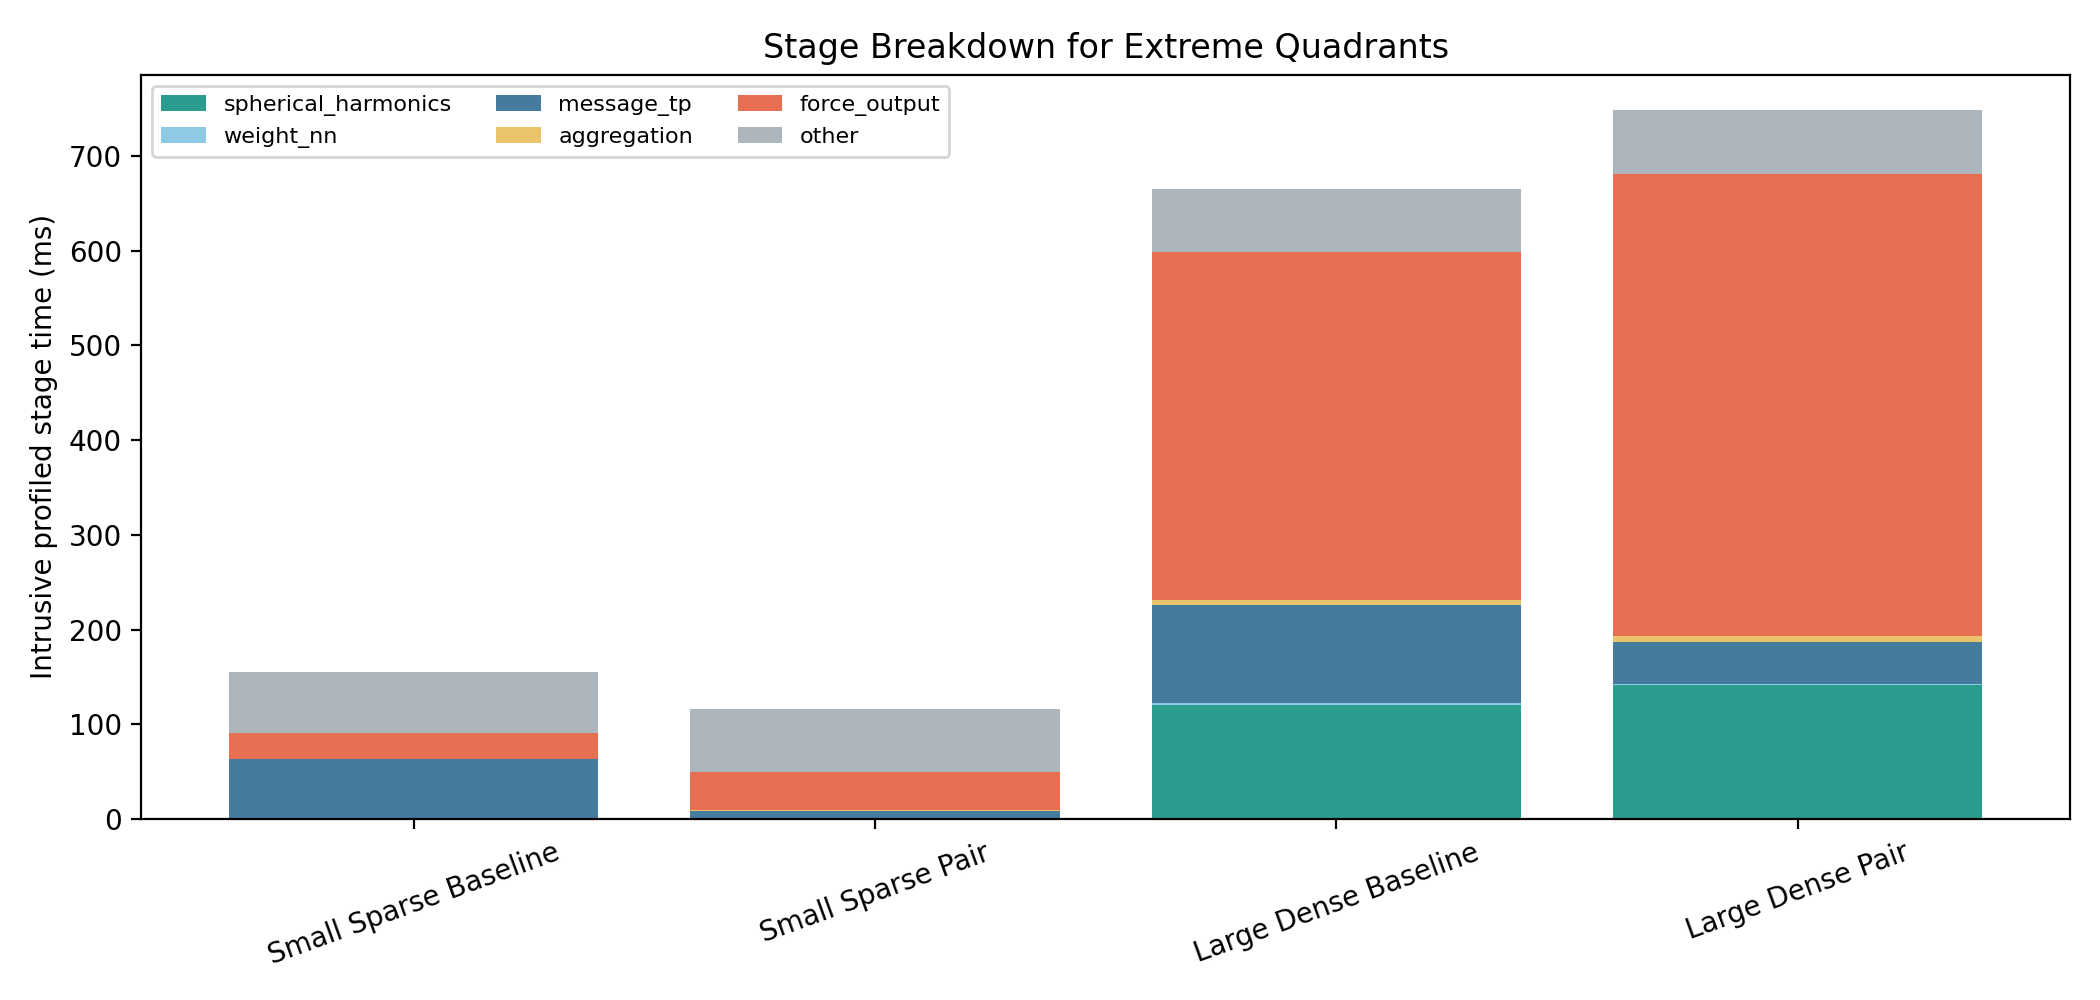 Stage Breakdown for Extreme Quadrants
spherical_harmonics
weight_nn
message_tp
aggregation
force_output
other
Intrusive profiled stage time (ms)
700
600
500
400
300
200
100
0
Small Sparse Baseline
Small Sparse Pair
Large Dense Baseline
Large Dense Pair